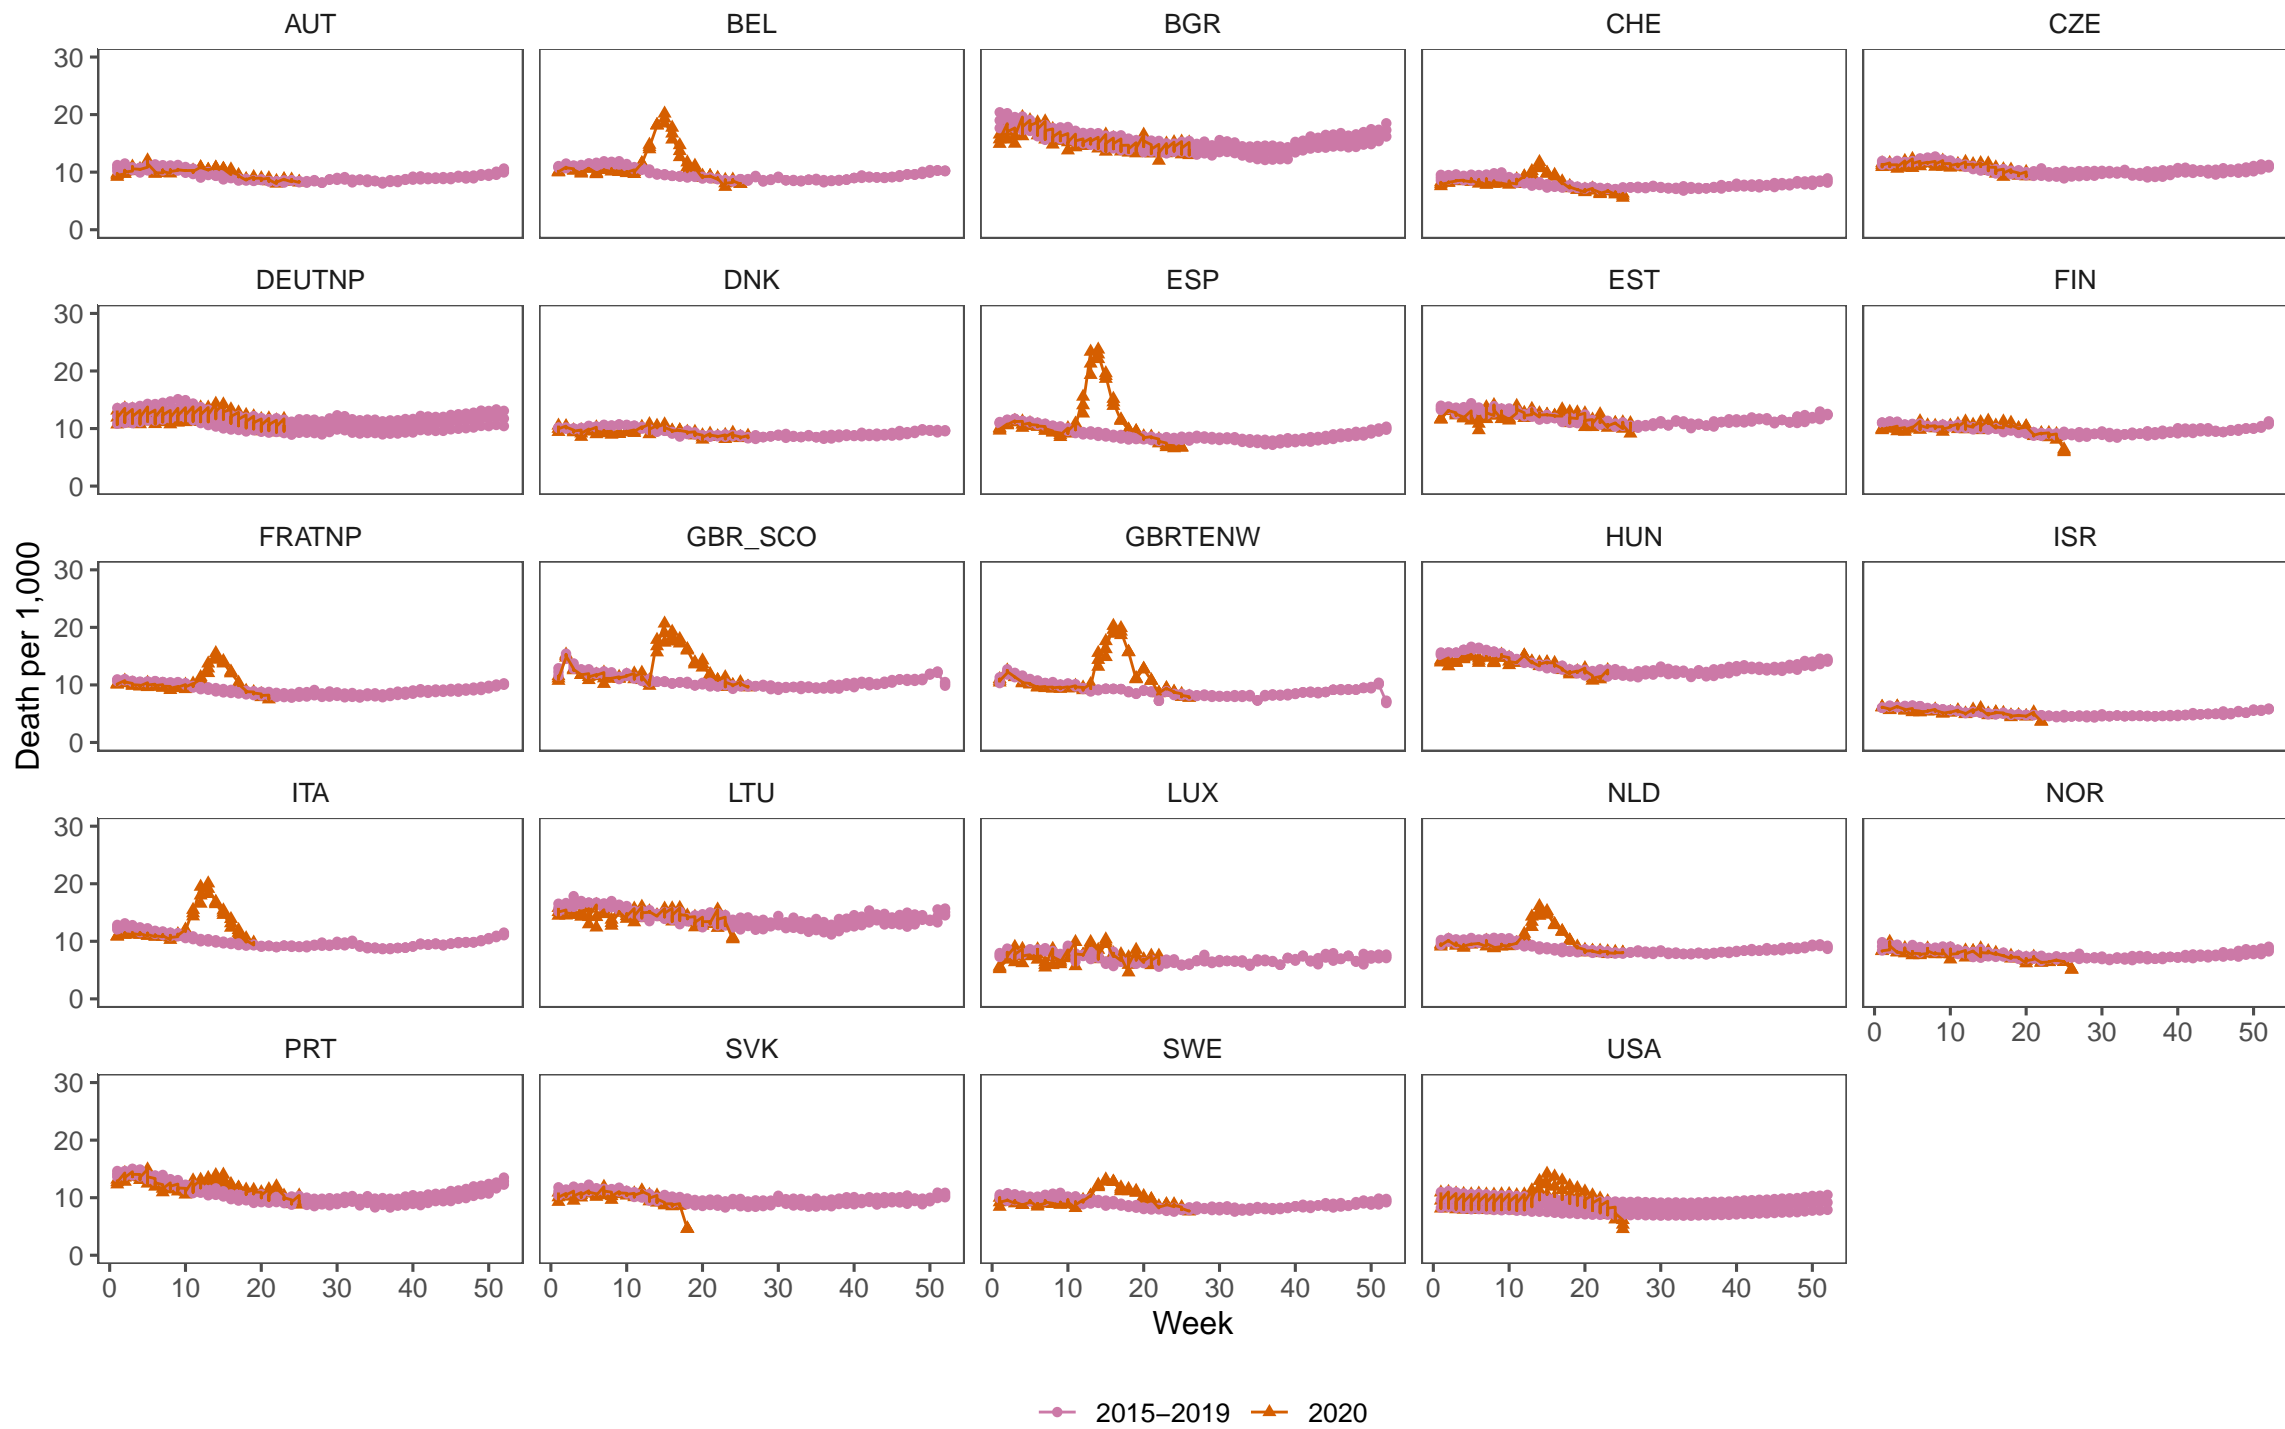 AUT BEL BGR CHE CZE
30
20
10
0
DEUTNP DNK ESP EST FIN
30
20
10
0
FRATNP GBR_SCO GBRTENW HUN ISR
30
20
10
0
Death per 1,000
ITA LTU LUX NLD NOR
30
20
10
0
0 10 20 30 40 50
PRT SVK SWE USA
30
20
10
0
0 10 20 30 40 50 0 10 20 30 40 50 0 10 20 30 40 50 0 10 20 30 40 50
Week
2015–2019 2020